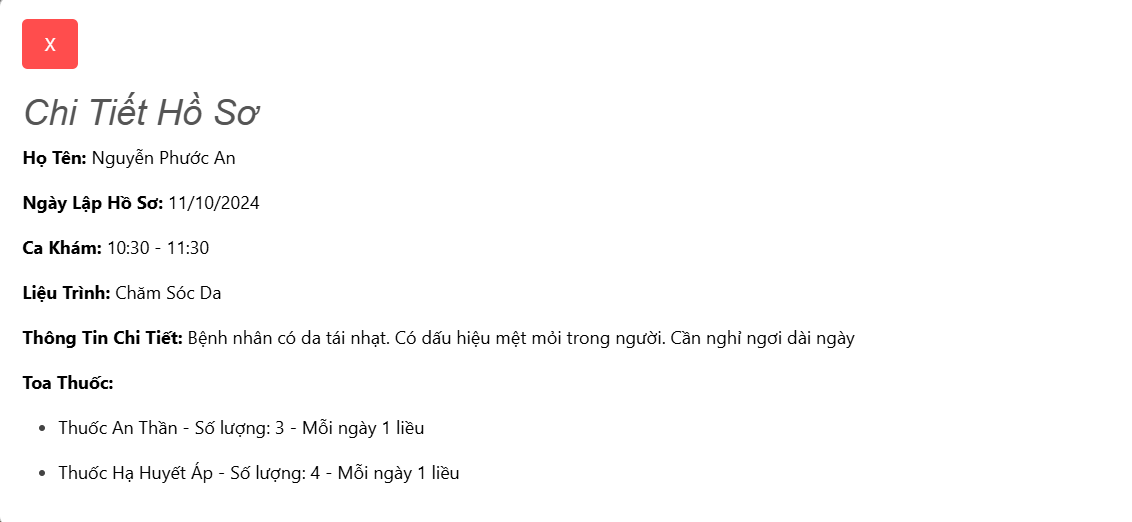 X
Chi Tiết Hồ Sơ
Họ Tên: Nguyễn Phước An
Ngày Lập Hồ Sơ: 11/10/2024
Ca Khám: 10:30 - 11:30
Liệu Trình: Chăm Sóc Da
Thông Tin Chi Tiết: Bệnh nhân có da tái nhạt. Có dấu hiệu mệt mỏi trong người. Cần nghỉ ngơi dài ngày
Toa Thuốc:
• Thuốc An Thần - Số lượng: 3 - Mỗi ngày 1 liều
• Thuốc Hạ Huyết Áp - Số lượng: 4 - Mỗi ngày 1 liều